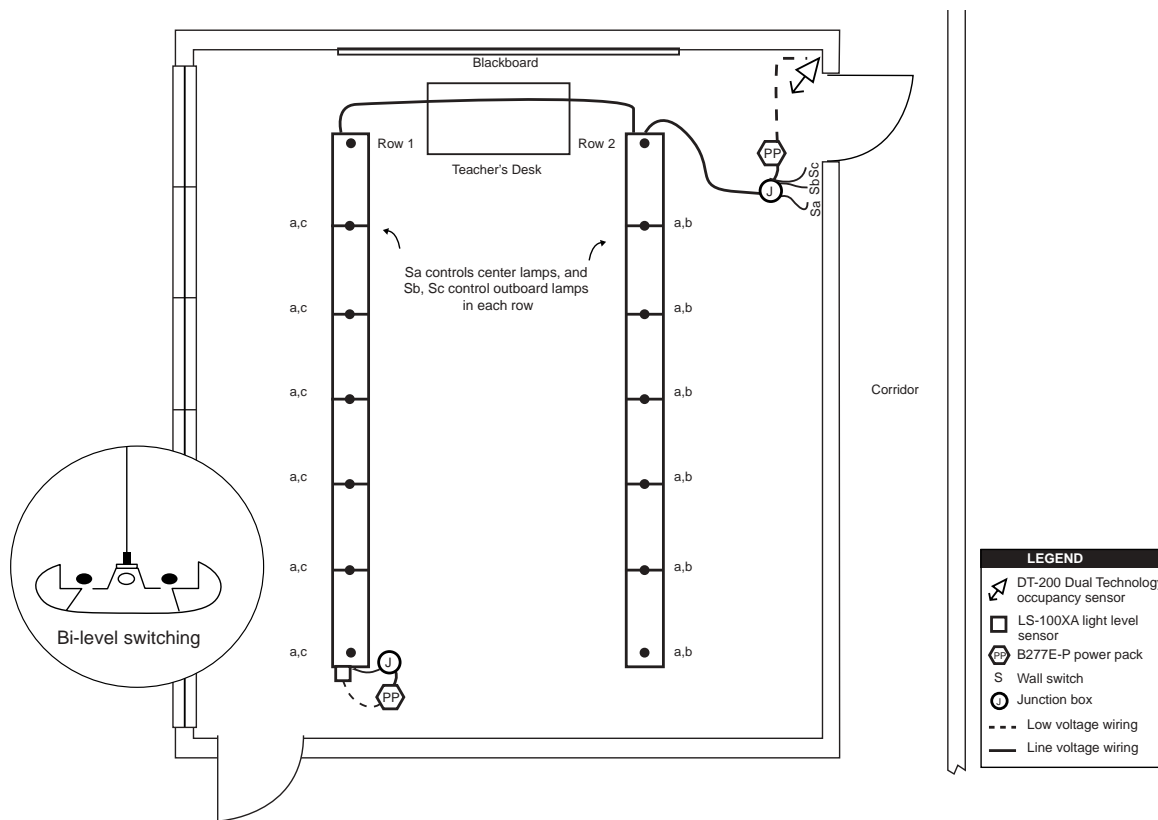 Blackboard
Row 1
Row 2
Teacher's Desk
PP
J
Sa
Sb
Sc
a,c
a,b
Sa controls center lamps, and
Sb, Sc control outboard lamps
in each row
a,c
a,b
a,c
a,b
Corridor
a,c
a,b
a,c
a,b
a,c
a,b
J
PP
Bi-level switching
LEGEND
DT-200 Dual Technology
occupancy sensor
LS-100XA light level
sensor
PP
B277E-P power pack
S
Wall switch
J
Junction box
Low voltage wiring
Line voltage wiring